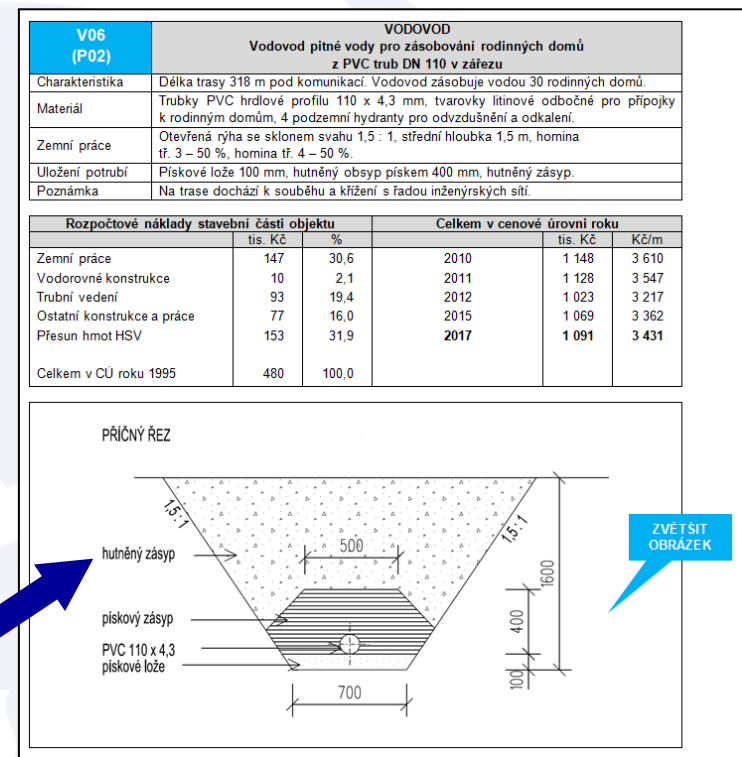 V06
(P02)
VODOVOD
Vodovod pitné vody pro zásobování rodinných domů
z PVC trub DN 110 v zářezu
Charakteristika Délka trasy 318 m pod komunikací. Vodovod zásobuje vodou 30 rodinných domů.
Materiál Trubky PVC hrdlové profilu 110 x 4,3 mm, tvarovky litinové odbočné pro přípojky
k rodinným domům, 4 podzemní hydranty pro odvzdušnění a odkalení.
Zemní práce Otevřená rýha se sklonem svahu 1,5 : 1, střední hloubka 1,5 m, hornina
tř. 3 – 50 %, hornina tř. 4 – 50 %.
Uložení potrubí Pískové lože 100 mm, hutněný obsyp pískem 400 mm, hutněný zásyp.
Poznámka Na trase dochází k souběhu a křížení s řadou inženýrských sítí.
Rozpočtové náklady stavební části objektu Celkem v cenové úrovni roku
tis. Kč % tis. Kč Kč/m
Zemní práce 147 30,6 2010 1 148 3 610
Vodorovné konstrukce 10 2,1 2011 1 128 3 547
Trubní vedení 93 19,4 2012 1 023 3 217
Ostatní konstrukce a práce 77 16,0 2015 1 069 3 362
Přesun hmot HSV 153 31,9 2017 1 091 3 431
Celkem v CÚ roku 1995 480 100,0
PŘÍČNÝ ŘEZ
1,5:1
1,5:1
ZVĚTŠIT
OBRÁZEK
hutněný zásyp
500
1600
pískový zásyp
400
PVC 110 x 4,3
pískové lože
100
700